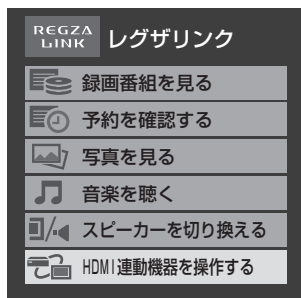 REGZA
LINK
レグザリンク
録画番組を見る
予約を確認する
写真を見る
音楽を聴く
スピーカーを切り換える
HDMI連動機器を操作する